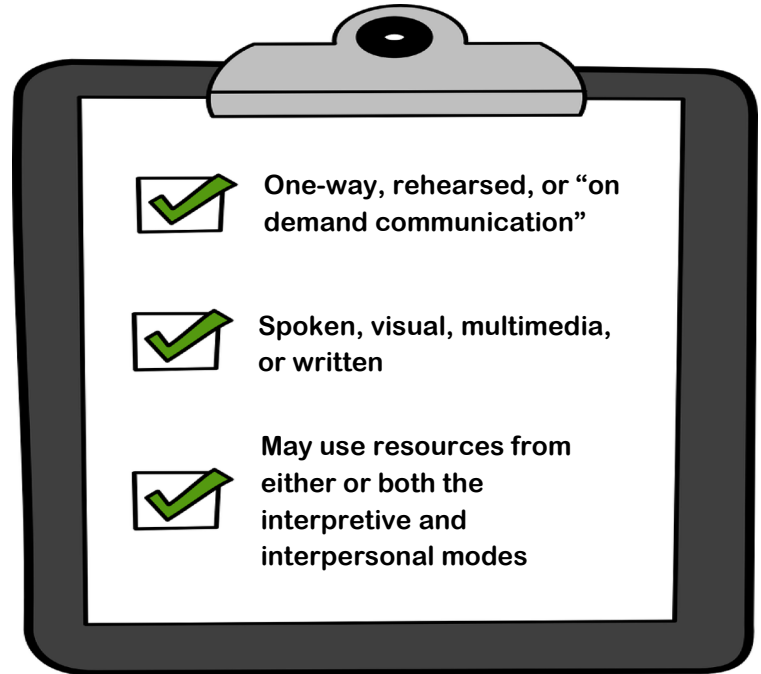 One-way, rehearsed, or “on
demand communication”
Spoken, visual, multimedia,
or written
May use resources from
either or both the
interpretive and
interpersonal modes